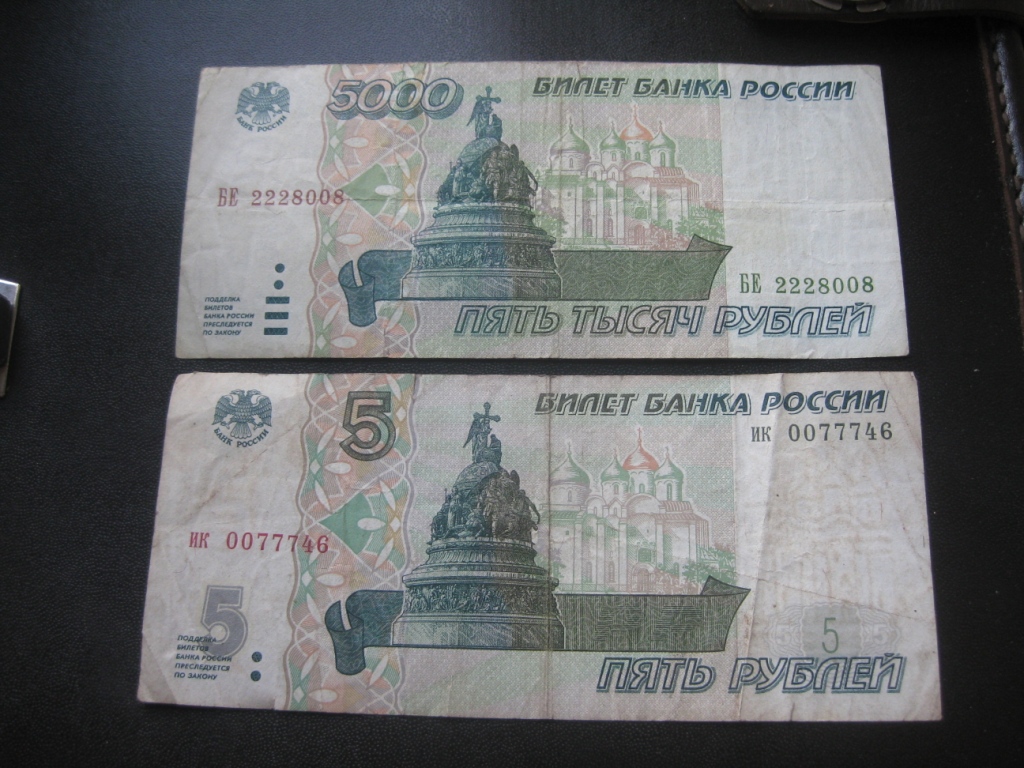 5000
БИЛЕТ БАНКА РОССИИ
БАНК РОССИИ
БЕ 2228008
БЕ 2228008
ПОДДЕЛКА
БИЛЕТОВ
БАНКА РОССИИ
ПРЕСЛЕДУЕТСЯ
ПО ЗАКОНУ
ПЯТЬ ТЫСЯЧ РУБЛЕЙ
5
БИЛЕТ БАНКА РОССИИ
БАНК РОССИИ
ИК 0077746
ИК 0077746
5
ПОДДЕЛКА
БИЛЕТОВ
БАНКА РОССИИ
ПРЕСЛЕДУЕТСЯ
ПО ЗАКОНУ
5
ПЯТЬ РУБЛЕЙ